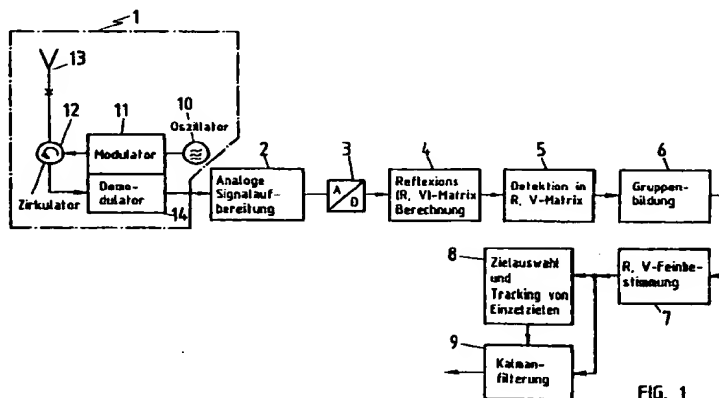 1
13
12
11
10
Oszillator
Modulator
Demo-
dulator
14
Zirkulator
2
Analoge
Signalauf-
bereitung
3
A
D
4
Reflexions
(R, V)-Matrix
Berechnung
5
Detektion in
R, V-Matrix
6
Gruppen-
bildung
8
Zielauswahl
und
Tracking von
Einzelzielen
R, V-Feinbe-
stimmung
7
9
Kalman-
filterung
FIG. 1